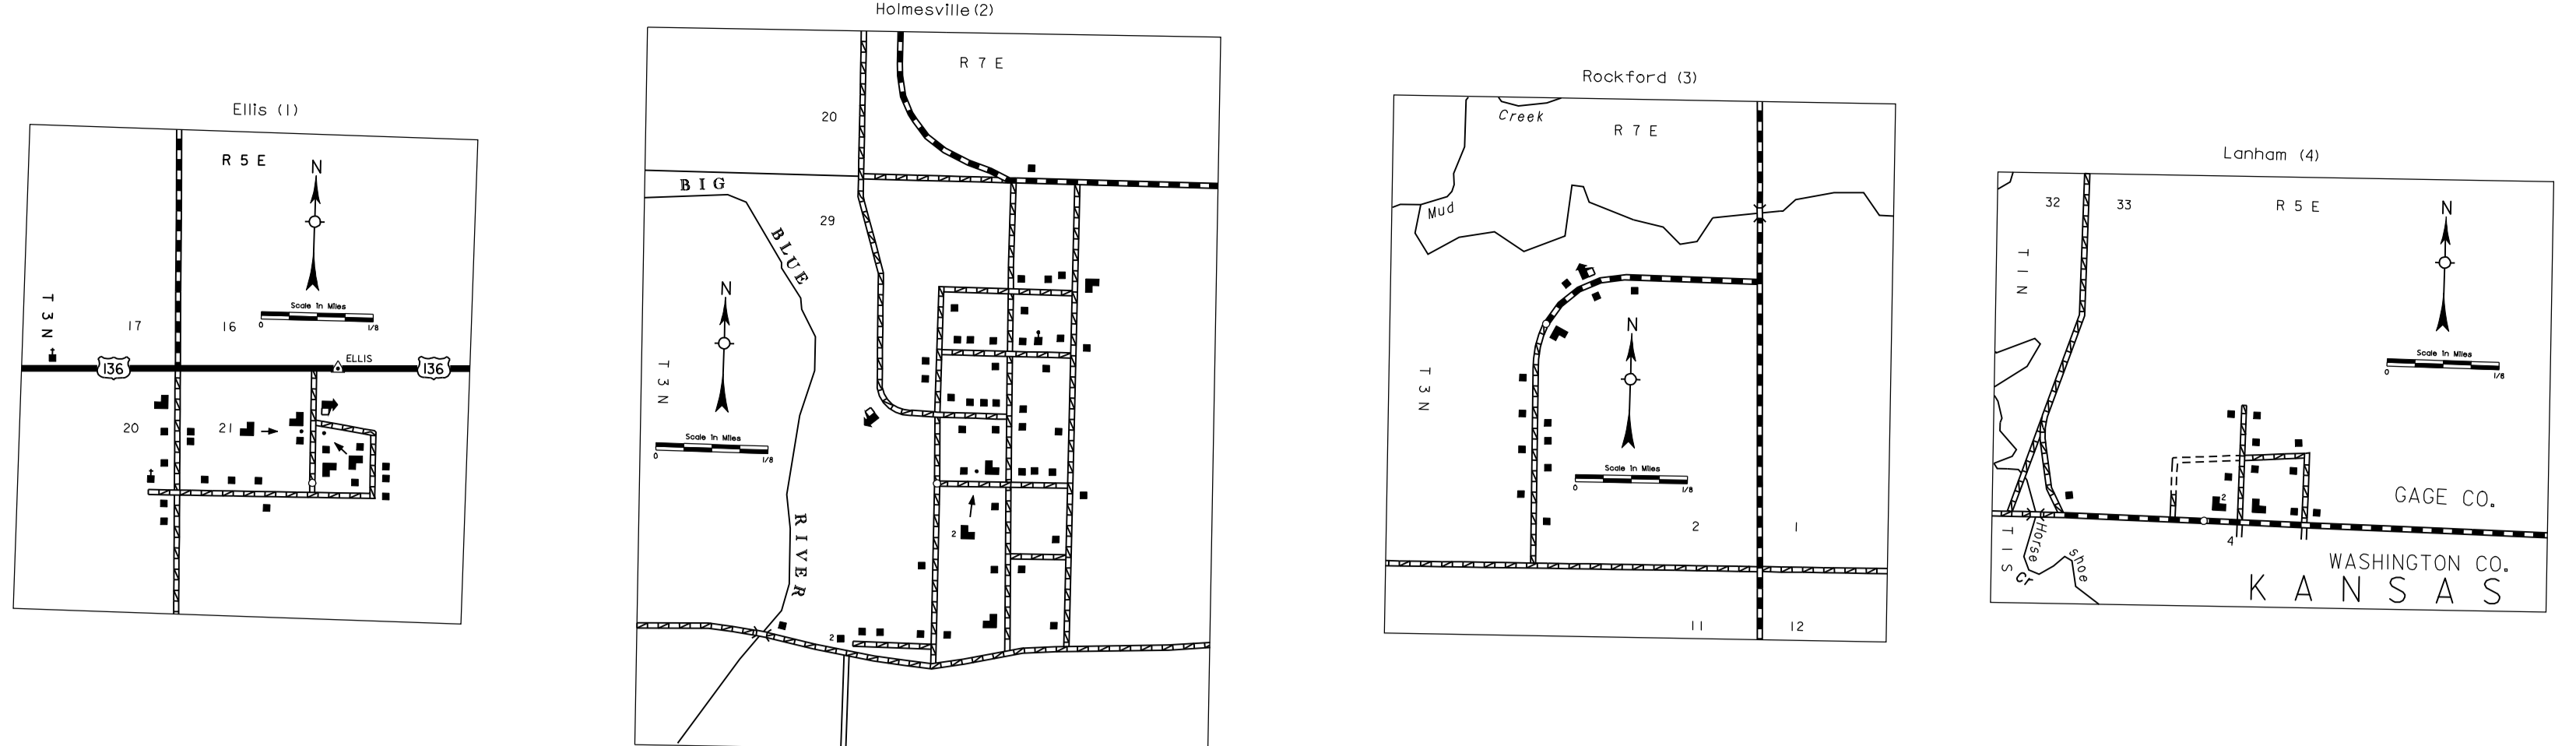 Ellis (1)
R 5 E
N
T 3 N
Scale in Miles
0 1/8
17 16
ELLIS
136 136
20 21
Holmesville (2)
R 7 E
20
BIG
29
BLUE
N
T 3 N
Scale in Miles
0 1/8
2
RIVER
2
Rockford (3)
Creek
R 7 E
Mud
N
T 3 N
Scale in Miles
0 1/8
2 1
11 12
Lanham (4)
32 33
R 5 E
N
T 1 N
Scale in Miles
0 1/8
2
GAGE CO.
T 1 S
Horse
shoe
Cr
4
WASHINGTON CO.
KANSAS